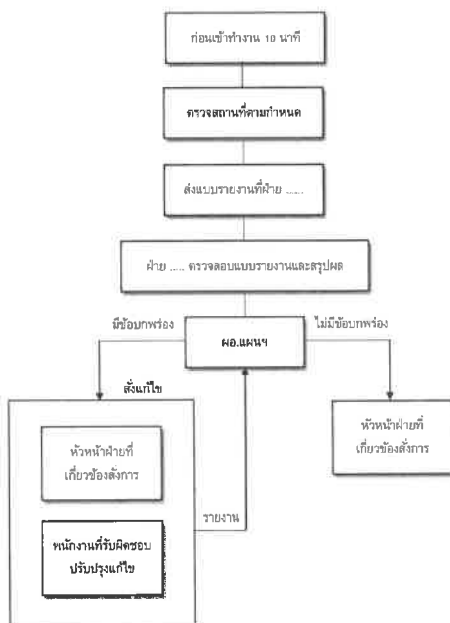 ก่อนเข้าทำงาน 10 นาที
ตรวจสถานที่ตามกำหนด
ส่งแบบรายงานที่ฝ่าย ......
ฝ่าย ..... ตรวจสอบแบบรายงานและสรุปผล
มีข้อบกพร่อง
ผอ.แผนฯ
ไม่มีข้อบกพร่อง
สั่งแก้ไข
หัวหน้าฝ่ายที่
เกี่ยวข้องสั่งการ
หัวหน้าฝ่ายที่
เกี่ยวข้องสั่งการ
รายงาน
พนักงานที่รับผิดชอบ
ปรับปรุงแก้ไข